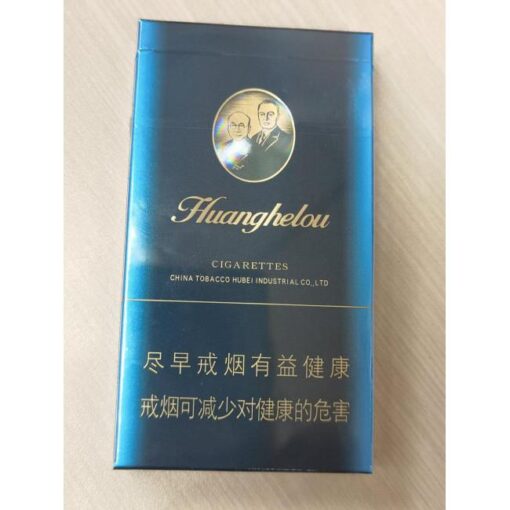 Huanghelou
CIGARETTES
CHINA TOBACCO HUBEI INDUSTRIAL CO.,LTD
尽早戒烟有益健康
戒烟可减少对健康的危害